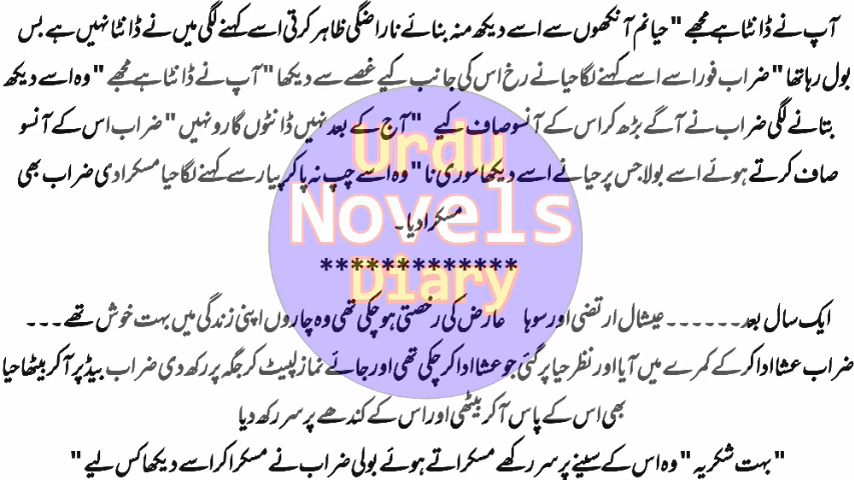 آپ نے ڈانٹا ہے مجھے " حیا نم آنکھوں سے اسے دیکھ منہ بنائے ناراضگی ظاہر کرتی اسے کہنے لگی میں نے ڈانٹا نہیں ہے بس
بول رہا تھا " ضراب فورا سے اسے کہنے لگا حیا نے رخ اس کی جانب کیے غصے سے دیکھا " آپ نے ڈانٹا ہے مجھے " وہ اسے دیکھ
بتانے لگی ضراب نے آگے بڑھ کر اس کے آنسو صاف کیے " آج کے بعد نہیں ڈانٹوں گا رو نہیں " ضراب اس کے آنسو
صاف کرتے ہوئے اسے بولا جس پر حیا نے اسے دیکھا سوری نا " وہ اسے چپ نہ پا کر پیار سے کہنے لگا حیا مسکرا دی ضراب بھی
مسکرا دیا۔
*************
ایک سال بعد۔۔۔۔۔۔ عیشال ارتضی اور سوہا عارض کی رخصتی ہو چکی تھی وہ چاروں اپنی زندگی میں بہت خوش تھے۔۔۔
ضراب عشا ادا کر کے کمرے میں آیا اور نظر حیا پر گئی جو عشا ادا کر چکی تھی اور جائے نماز لپیٹ کر جگہ پر رکھ دی ضراب بیڈ پر آ کر بیٹھا حیا
بھی اس کے پاس آ کر بیٹھی اور اس کے کندھے پر سر رکھ دیا
" بہت شکریہ " وہ اس کے سینے پر سر رکھے مسکراتے ہوئے بولی ضراب نے مسکرا کر اسے دیکھا کس لیے "
Urdu
Novels
Diary